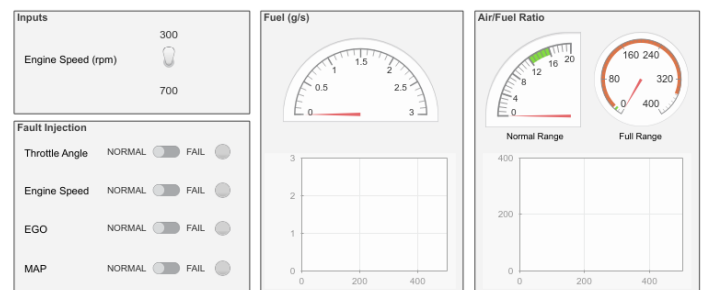 Inputs
300
Engine Speed (rpm)
700
Fault Injection
Throttle Angle NORMAL FAIL
Engine Speed NORMAL FAIL
EGO NORMAL FAIL
MAP NORMAL FAIL
Fuel (g/s)
0 0.5 1 1.5 2 2.5 3
3
2
1
0
0 200 400
Air/Fuel Ratio
0 4 8 12 16 20
Normal Range
0 80 160 240 320 400
Full Range
400
200
0
0 200 400